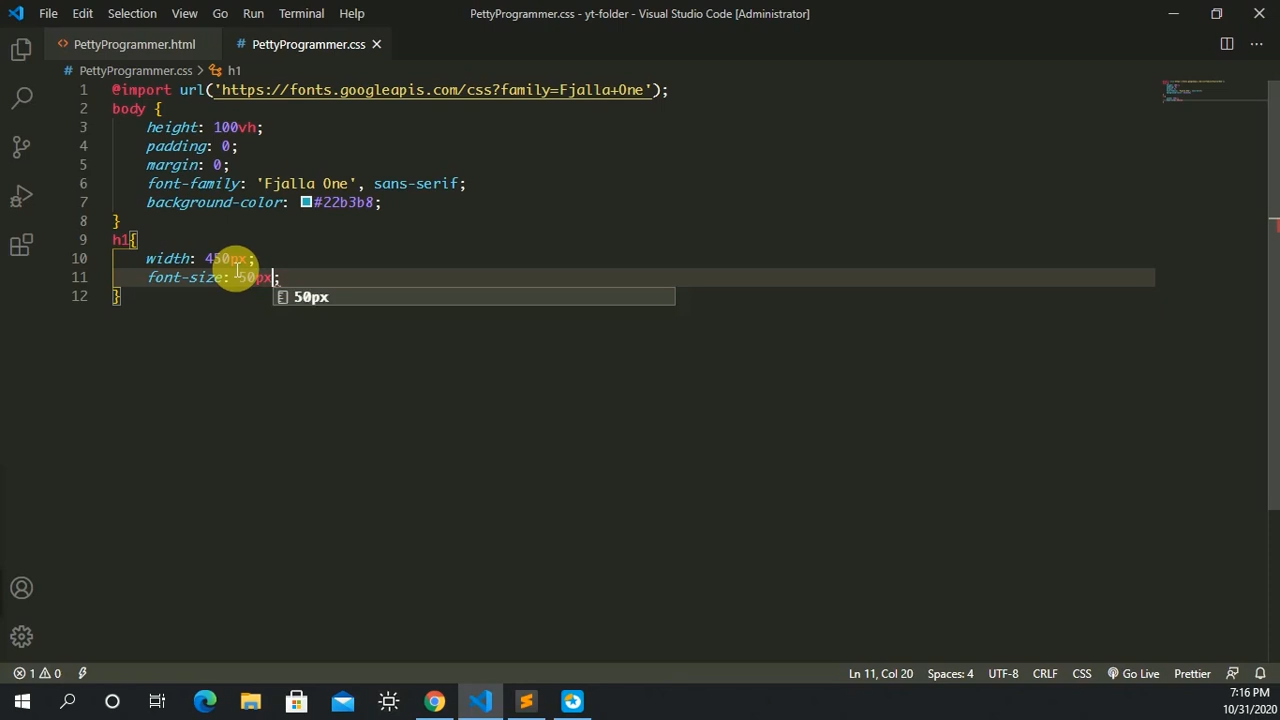 File Edit Selection View Go Run Terminal Help
PettyProgrammer.css - yt-folder - Visual Studio Code [Administrator]
PettyProgrammer.html
# PettyProgrammer.css
# PettyProgrammer.css > h1
1 @import url('https://fonts.googleapis.com/css?family=Fjalla+One');
2 body {
3 height: 100vh;
4 padding: 0;
5 margin: 0;
6 font-family: 'Fjalla One', sans-serif;
7 background-color: #22b3b8;
8 }
9 h1{
10 width: 450px;
11 font-size: 50px;
50px
12 }
1 0
Ln 11, Col 20 Spaces: 4 UTF-8 CRLF CSS Go Live Prettier
7:16 PM
10/31/2020